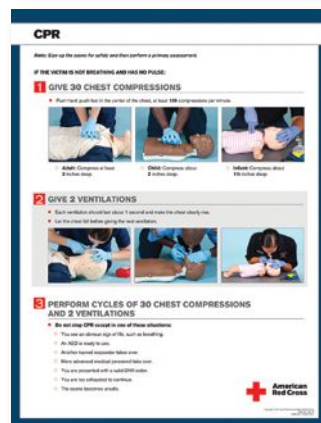 CPR
Note: Size-up the scene for safety and then perform a primary assessment.
IF THE VICTIM IS NOT BREATHING AND HAS NO PULSE:
1 GIVE 30 CHEST COMPRESSIONS
Push hard, push fast in the center of the chest, at least 100 compressions per minute.
Adult: Compress at least
2 inches deep.
Child: Compress about
2 inches deep.
Infant: Compress about
1½ inches deep.
2 GIVE 2 VENTILATIONS
Each ventilation should last about 1 second and make the chest clearly rise.
Let the chest fall before giving the next ventilation.
3 PERFORM CYCLES OF 30 CHEST COMPRESSIONS
AND 2 VENTILATIONS
Do not stop CPR except in one of these situations:
You see an obvious sign of life, such as breathing.
An AED is ready to use.
Another trained responder takes over.
More advanced medical personnel take over.
You are presented with a valid DNR order.
You are too exhausted to continue.
The scene becomes unsafe.
American
Red Cross